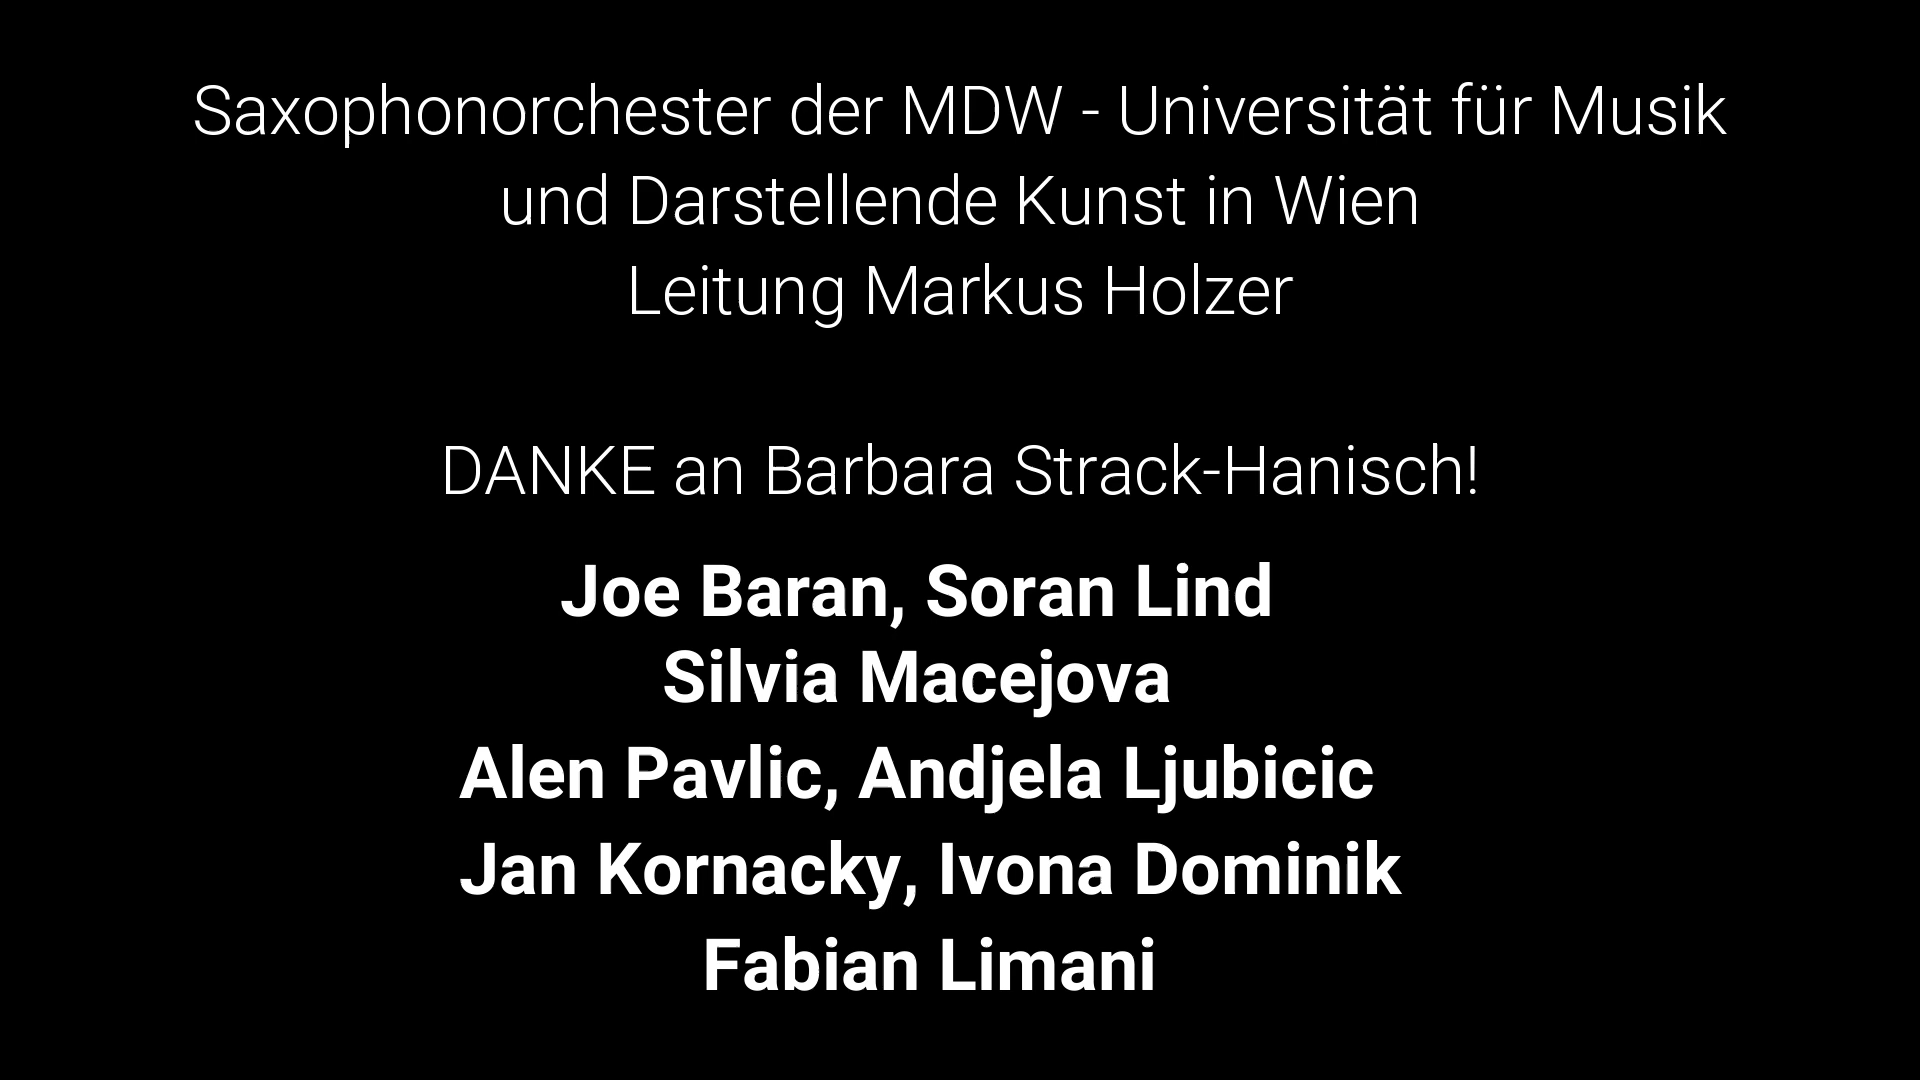 Saxophonorchester der MDW - Universität für Musik
und Darstellende Kunst in Wien
Leitung Markus Holzer
DANKE an Barbara Strack-Hanisch!
Joe Baran, Soran Lind
Silvia Macejova
Alen Pavlic, Andjela Ljubicic
Jan Kornacky, Ivona Dominik
Fabian Limani